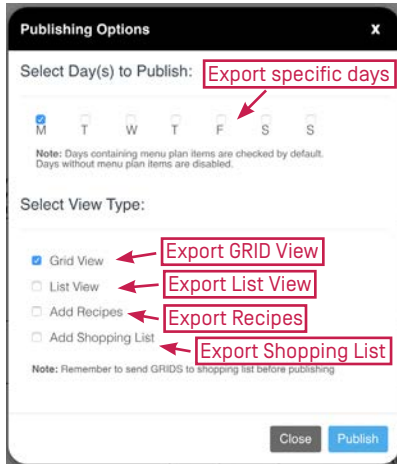 Publishing Options x
Select Day(s) to Publish: Export specific days
M T W T F S S
Note: Days containing menu plan items are checked by default.
Days without menu plan items are disabled.
Select View Type:
Grid View Export GRID View
List View Export List View
Add Recipes Export Recipes
Add Shopping List Export Shopping List
Note: Remember to send GRIDS to shopping list before publishing
Close Publish